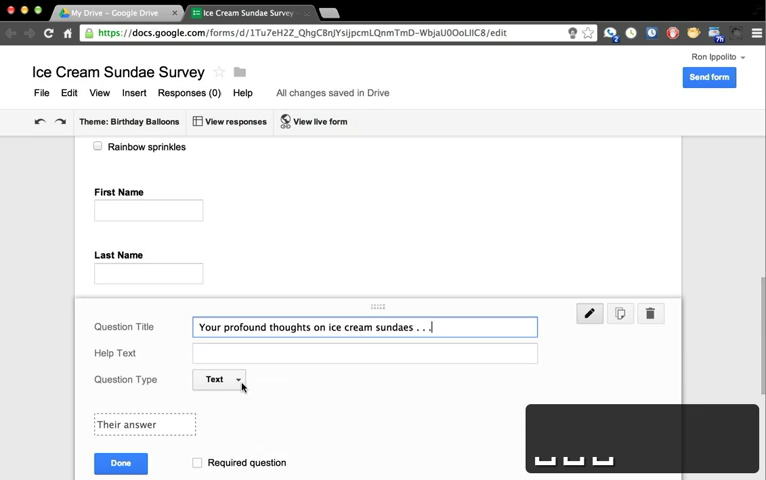 My Drive – Google Drive
Ice Cream Sundae Survey
https://docs.google.com/forms/d/1Tu7eH2Z_QhgCBnJYsijpcmLQnmTmD-WbjaU0OoLlIC8/edit
Ron Ippolito
Ice Cream Sundae Survey
Send form
File Edit View Insert Responses (0) Help All changes saved in Drive
Theme: Birthday Balloons View responses View live form
Rainbow sprinkles
First Name
Last Name
Question Title Your profound thoughts on ice cream sundaes . . .
Help Text
Question Type Text
Their answer
Done Required question